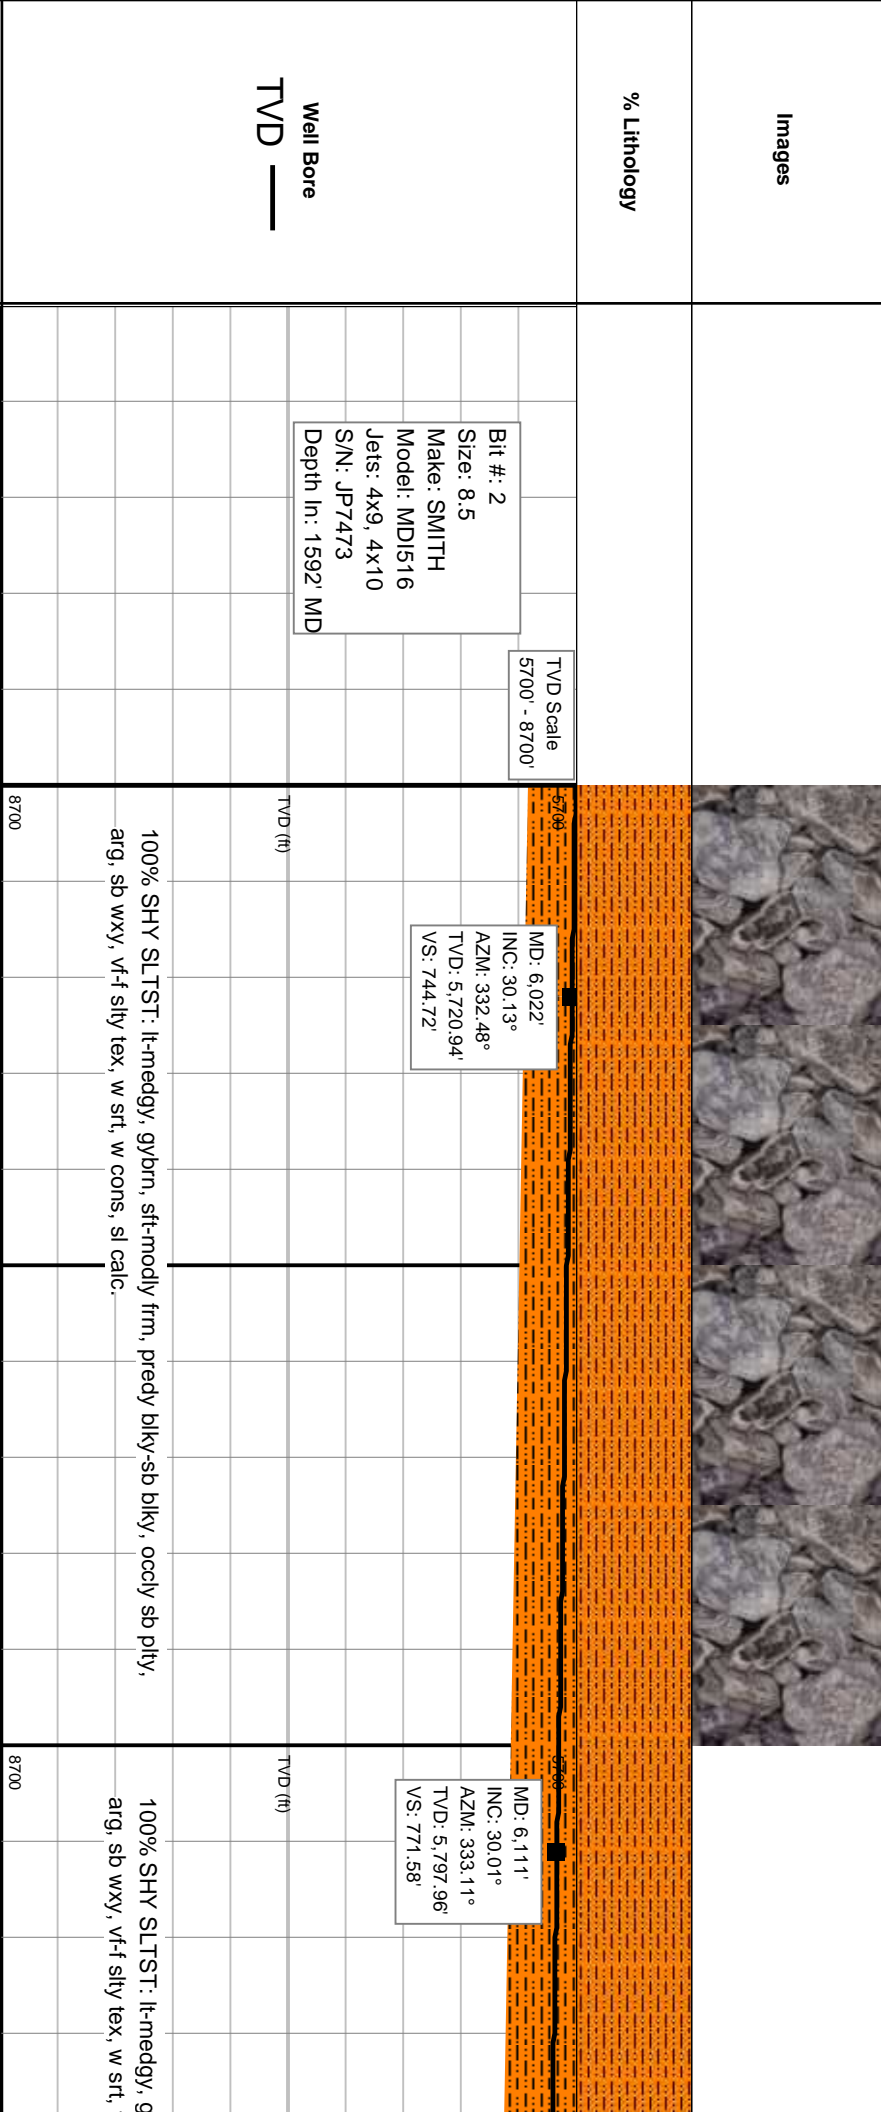 Images
% Lithology
Well Bore
TVD
Bit #: 2
Size: 8.5
Make: SMITH
Model: MDI516
Jets: 4x9, 4x10
S/N: JP7473
Depth In: 1592' MD
TVD Scale
5700' - 8700'
5700
TVD (ft)
8700
MD: 6,022'
INC: 30.13°
AZM: 332.48°
TVD: 5,720.94'
VS: 744.72'
100% SHY SLTST: lt-medgy, gybrn, sft-modly frm, predy blky-sb blky, occly sb plty,
arg, sb wxy, vf-f slty tex, w srt, w cons, sl calc.
5700
TVD (ft)
8700
MD: 6,111'
INC: 30.01°
AZM: 333.11°
TVD: 5,797.96'
VS: 771.58'
100% SHY SLTST: lt-medgy, g
arg, sb wxy, vf-f slty tex, w srt,